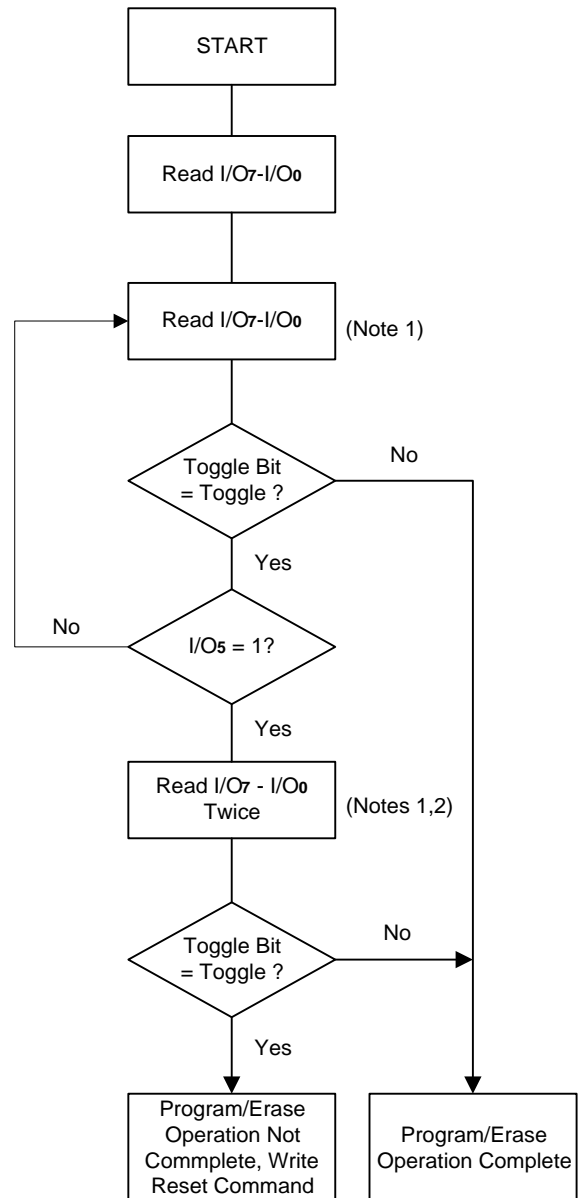 START
Read I/O7-I/O0
Read I/O7-I/O0
(Note 1)
Toggle Bit
= Toggle ?
No
Yes
I/O5 = 1?
No
Yes
Read I/O7 - I/O0
Twice
(Notes 1,2)
Toggle Bit
= Toggle ?
No
Yes
Program/Erase
Operation Not
Commplete, Write
Reset Command
Program/Erase
Operation Complete